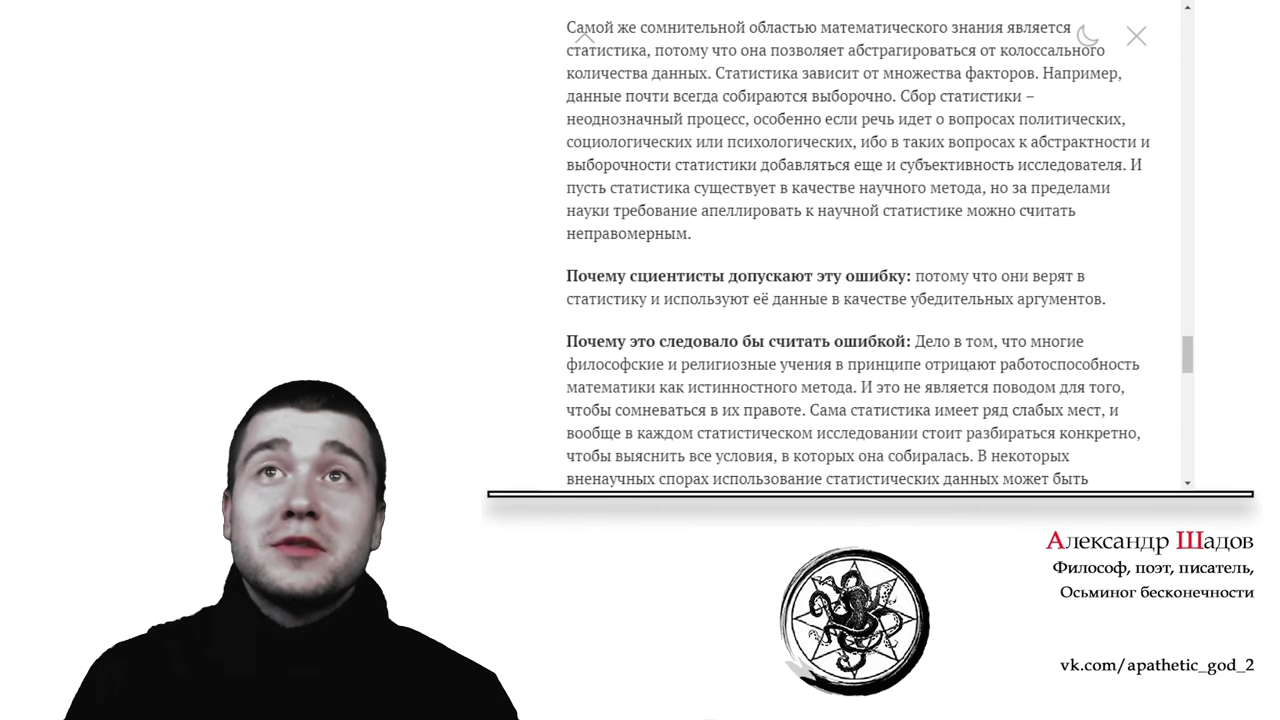 Самой же сомнительной областью математического знания является
статистика, потому что она позволяет абстрагироваться от колоссального
количества данных. Статистика зависит от множества факторов. Например,
данные почти всегда собираются выборочно. Сбор статистики –
неоднозначный процесс, особенно если речь идет о вопросах политических,
социологических или психологических, ибо в таких вопросах к абстрактности и
выборочности статистики добавляться еще и субъективность исследователя. И
пусть статистика существует в качестве научного метода, но за пределами
науки требование апеллировать к научной статистике можно считать
неправомерным.
Почему сциентисты допускают эту ошибку: потому что они верят в
статистику и используют её данные в качестве убедительных аргументов.
Почему это следовало бы считать ошибкой: Дело в том, что многие
философские и религиозные учения в принципе отрицают работоспособность
математики как истинностного метода. И это не является поводом для того,
чтобы сомневаться в их правоте. Сама статистика имеет ряд слабых мест, и
вообще в каждом статистическом исследовании стоит разбираться конкретно,
чтобы выяснить все условия, в которых она собиралась. В некоторых
вненаучных спорах использование статистических данных может быть
Александр Шадов
Философ, поэт, писатель,
Осьминог бесконечности
vk.com/apathetic_god_2